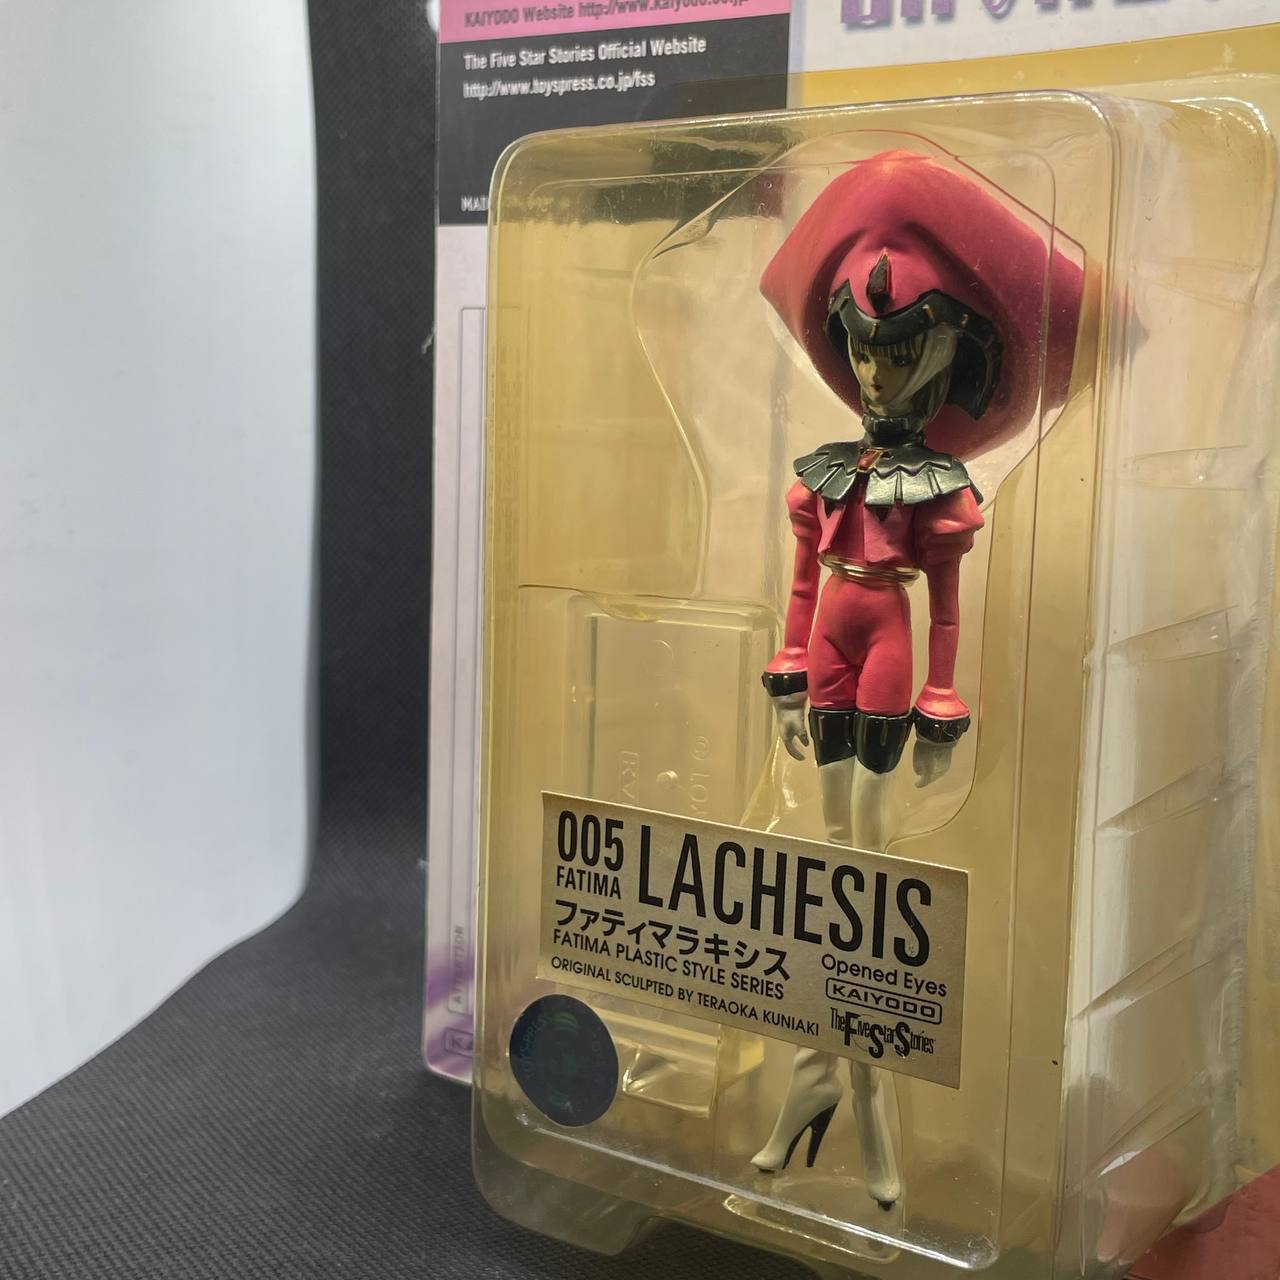 KAIYODO Website http://www.kaiyodo.co.jp/
The Five Star Stories Official Website
http://www.toyspress.co.jp/fss
005
FATIMA
LACHESIS
ファティマラキシス
FATIMA PLASTIC STYLE SERIES
ORIGINAL SCULPTED BY TERAOKA KUNIAKI
Opened Eyes
KAIYODO
The Five Star Stories